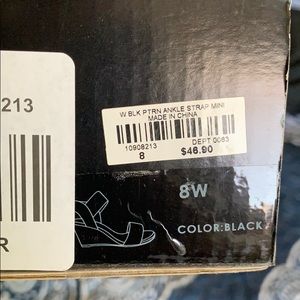 213
R
W BLK PTRN ANKLE STRAP MINI
MADE IN CHINA
10908213
DEPT 0083
8
$46.90
8W
COLOR:BLACK